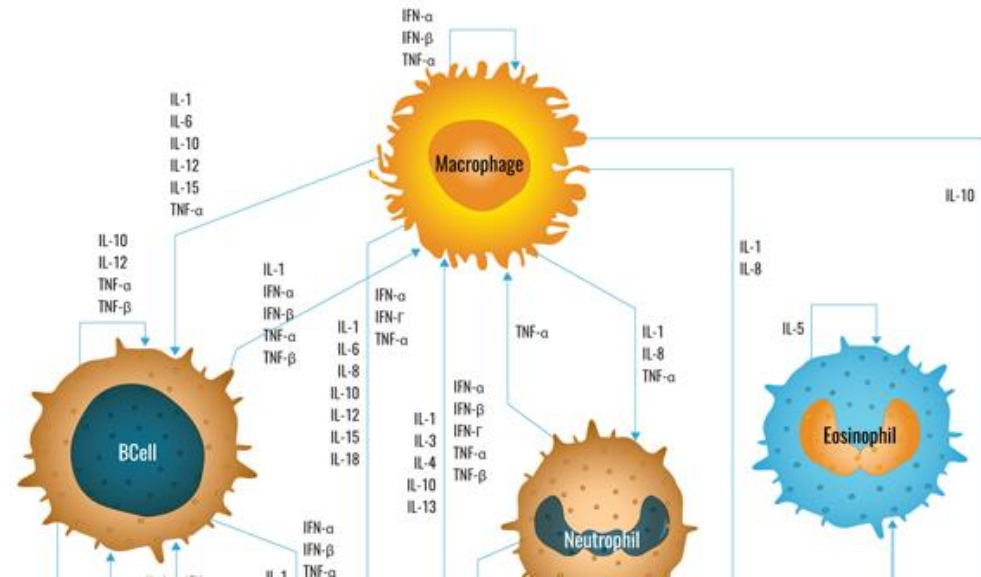 IFN-α
IFN-β
TNF-α
Macrophage
IL-1
IL-6
IL-10
IL-12
IL-15
TNF-α
IL-10
IL-10
IL-12
TNF-α
TNF-β
IL-1
IFN-α
IFN-β
TNF-α
TNF-β
IL-1
IL-8
IFN-α
IFN-Γ
TNF-α
IL-1
IL-6
IL-8
IL-10
IL-12
IL-15
IL-18
TNF-α
IL-1
IL-8
TNF-α
IL-5
IFN-α
IFN-β
IFN-Γ
TNF-α
TNF-β
IL-1
IL-3
IL-4
IL-10
IL-13
BCell
Eosinophil
Neutrophil
IFN-α
IFN-β
TNF-α
IL-1